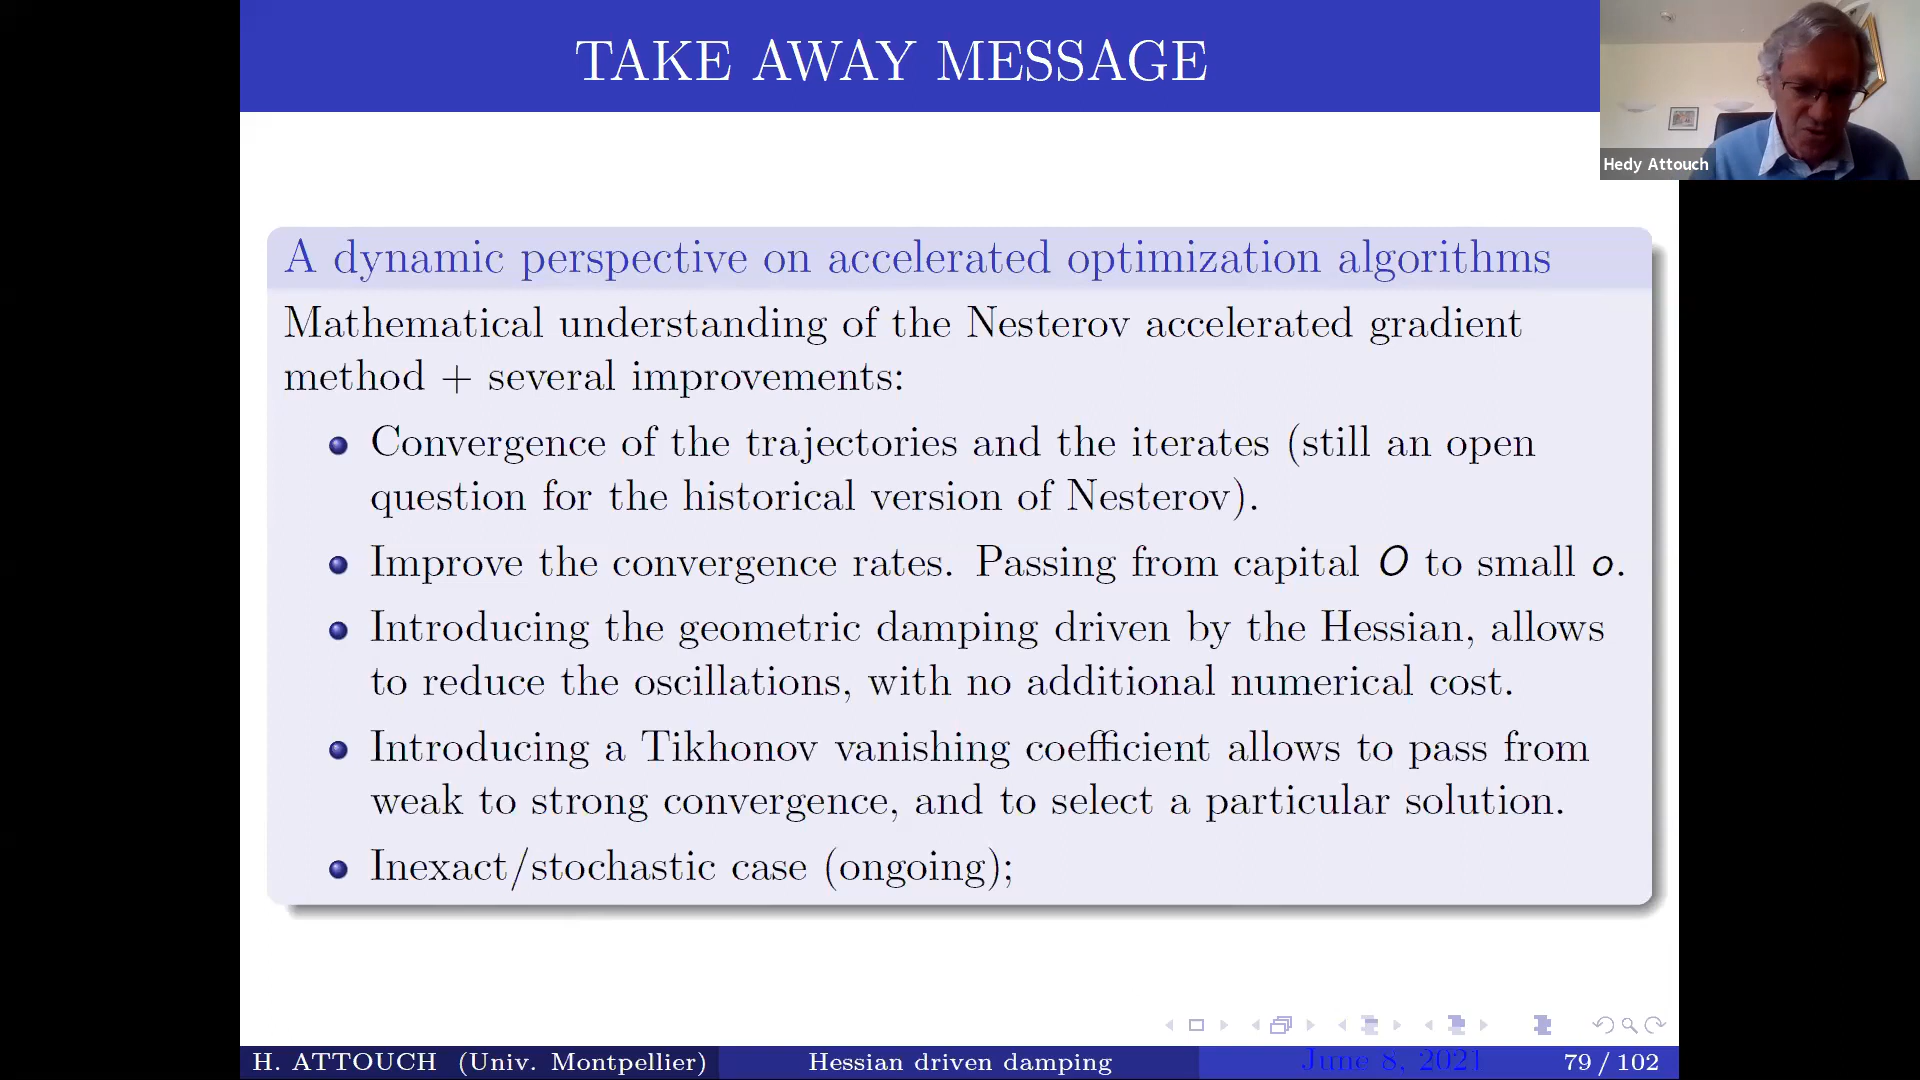 TAKE AWAY MESSAGE
Hedy Attouch
A dynamic perspective on accelerated optimization algorithms
Mathematical understanding of the Nesterov accelerated gradient
method + several improvements:
Convergence of the trajectories and the iterates (still an open
question for the historical version of Nesterov).
Improve the convergence rates. Passing from capital O to small o.
Introducing the geometric damping driven by the Hessian, allows
to reduce the oscillations, with no additional numerical cost.
Introducing a Tikhonov vanishing coefficient allows to pass from
weak to strong convergence, and to select a particular solution.
Inexact/stochastic case (ongoing);
H. ATTOUCH (Univ. Montpellier) Hessian driven damping June 8, 2021 79 / 102